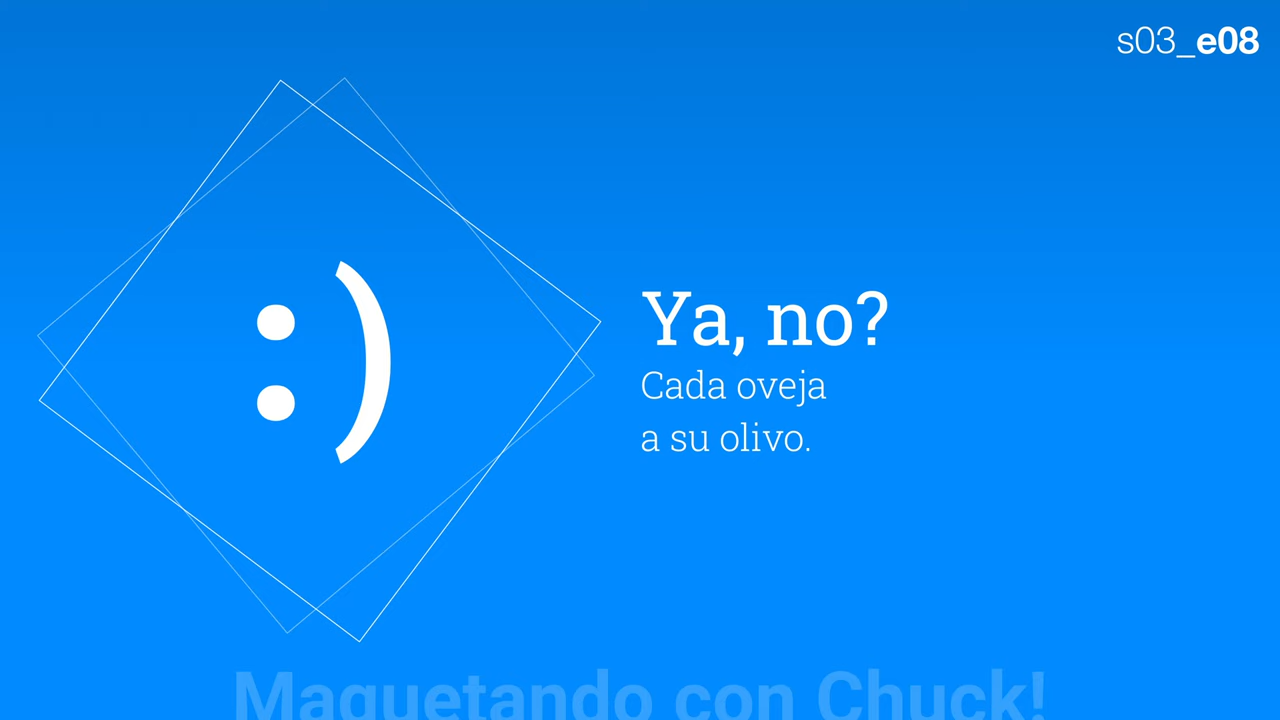 s03_e08
:)
Ya, no?
Cada oveja
a su olivo.
Maquetando con Chuck!